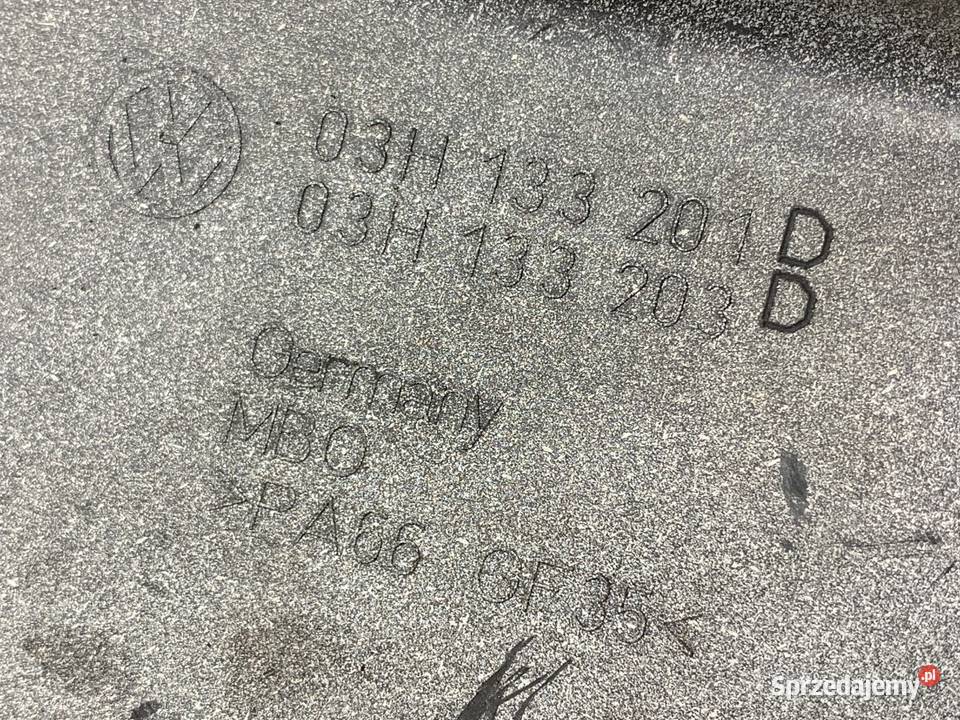 03H 133 201 D
03H 133 203 D
Germany
MBO
>PA66 GF35<
Sprzedajemy.pl